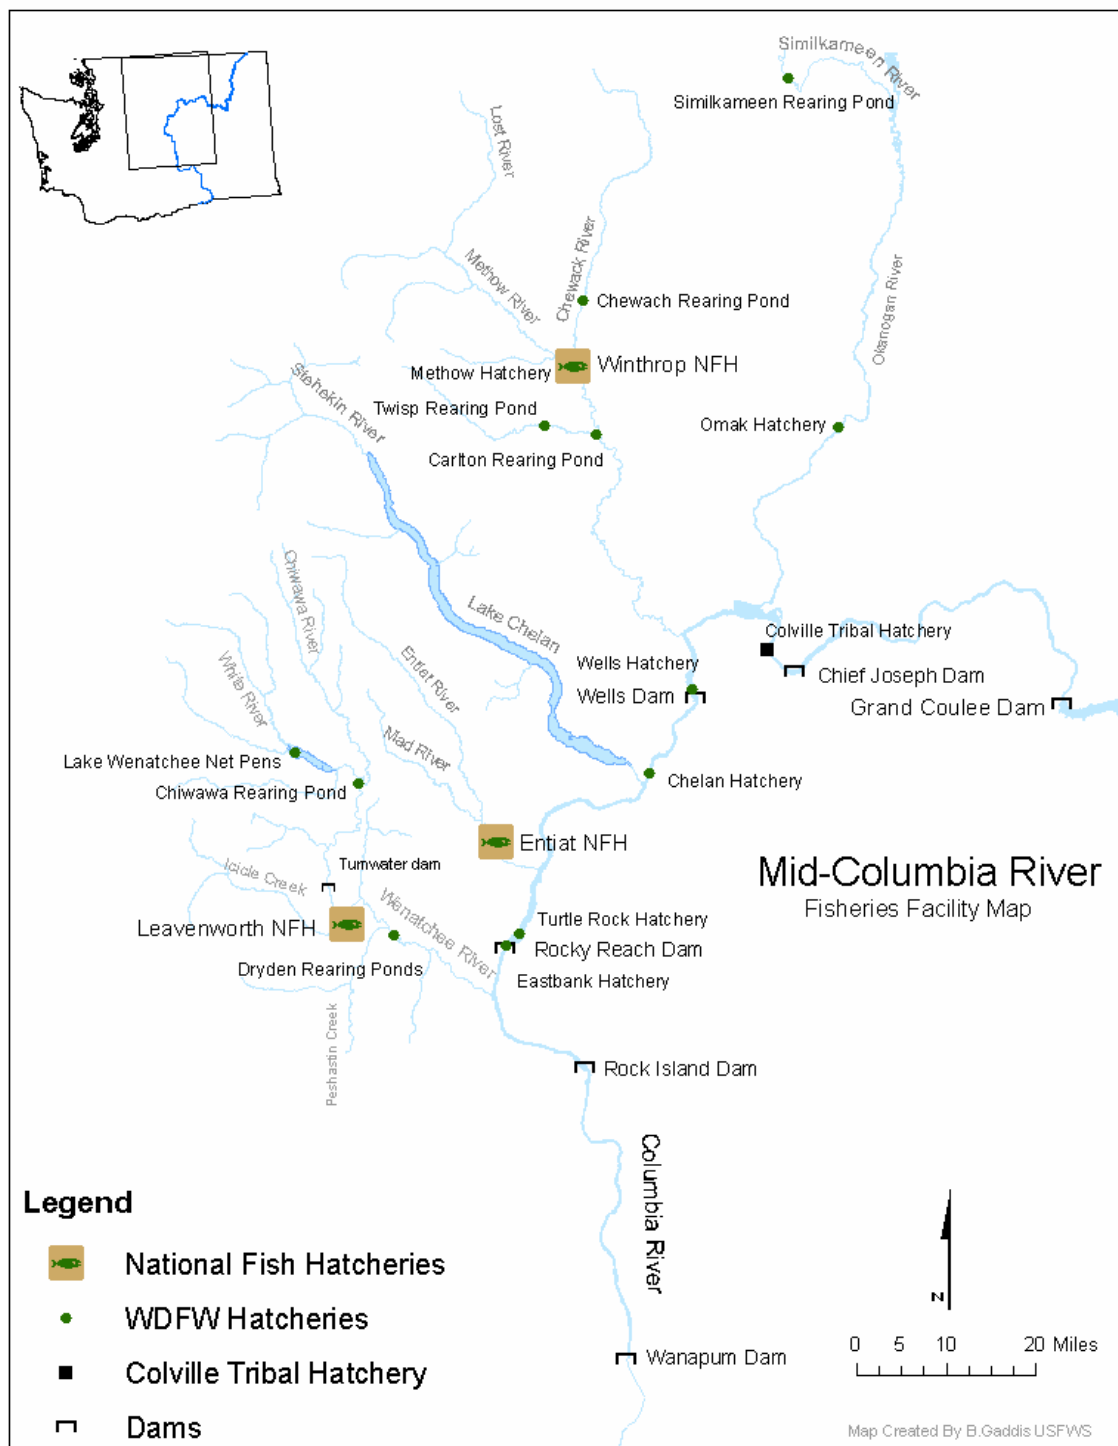 Similkameen River
Similkameen Rearing Pond
Lost River
Chewack River
Methow River
Okanogan River
Chewach Rearing Pond
Winthrop NFH
Methow Hatchery
Stehekin River
Twisp Rearing Pond
Omak Hatchery
Carlton Rearing Pond
Chiwawa River
Lake Chelan
Colville Tribal Hatchery
Entier River
White River
Wells Hatchery
Chief Joseph Dam
Wells Dam
Grand Coulee Dam
Mad River
Lake Wenatchee Net Pens
Chelan Hatchery
Chiwawa Rearing Pond
Entiat NFH
Tumwater dam
Mid-Columbia River
Fisheries Facility Map
Icicle Creek
Wenatchee River
Leavenworth NFH
Turtle Rock Hatchery
Rocky Reach Dam
Dryden Rearing Ponds
Eastbank Hatchery
Peshastin Creek
Rock Island Dam
Columbia River
Legend
National Fish Hatcheries
WDFW Hatcheries
Colville Tribal Hatchery
Dams
Wanapum Dam
N
0 5 10 20 Miles
Map Created By B.Gaddis USFWS